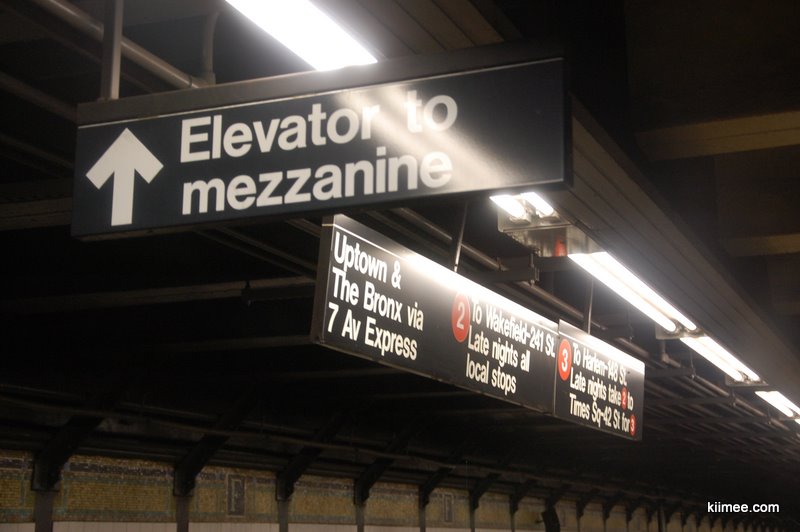 Elevator to
mezzanine
Uptown &
The Bronx via
7 Av Express
2 To Wakefield-241 St
Late nights all
local stops
3 To Harlem-148 St
Late nights take 2 to
Times Sq-42 St for 3
kiimee.com